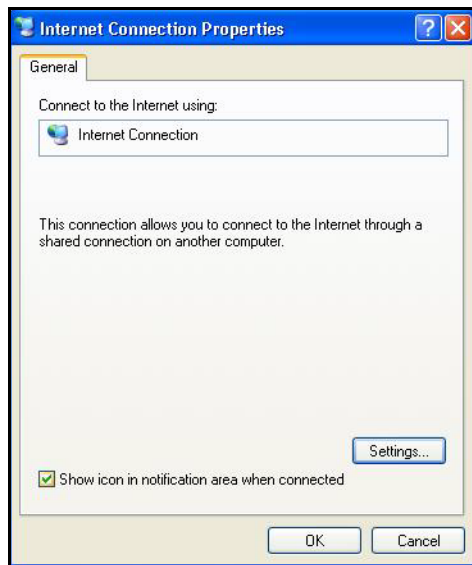 Internet Connection Properties
General
Connect to the Internet using:
Internet Connection
This connection allows you to connect to the Internet through a
shared connection on another computer.
Settings...
Show icon in notification area when connected
OK
Cancel